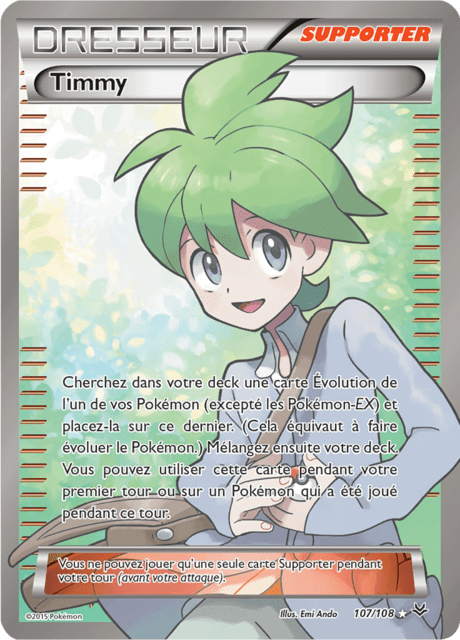 DRESSEUR
SUPPORTER
Timmy
Cherchez dans votre deck une carte Évolution de
l'un de vos Pokémon (excepté les Pokémon-EX) et
placez-la sur ce dernier. (Cela équivaut à faire
évoluer le Pokémon.) Mélangez ensuite votre deck.
Vous pouvez utiliser cette carte pendant votre
premier tour ou sur un Pokémon qui a été joué
pendant ce tour.
Vous ne pouvez jouer qu'une seule carte Supporter pendant
votre tour (avant votre attaque).
©2015 Pokémon
Illus. Emi Ando
107/108